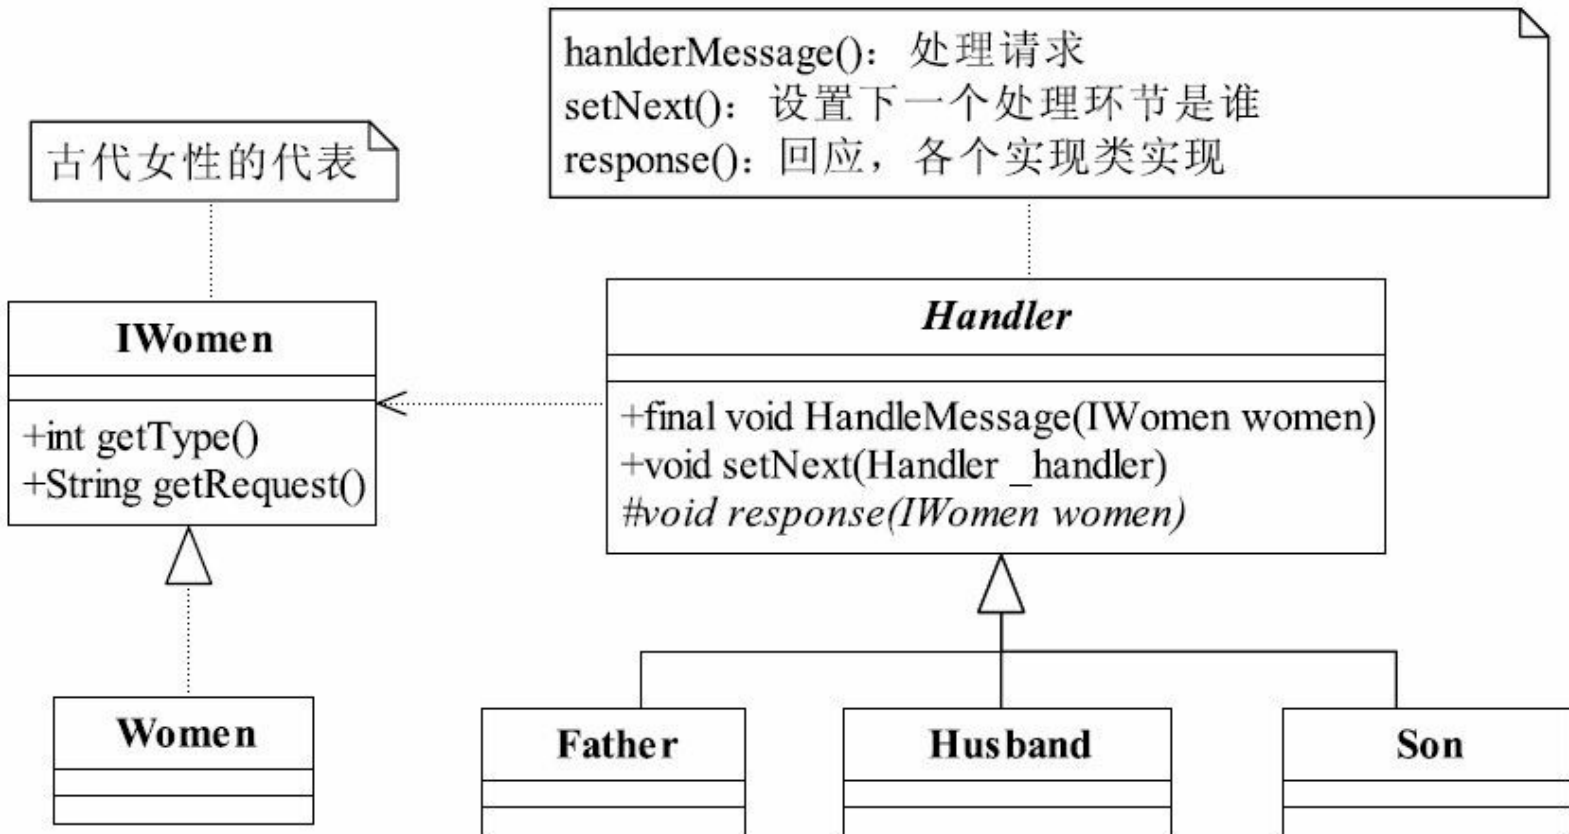 hanlderMessage()：处理请求
setNext()：设置下一个处理环节是谁
response()：回应，各个实现类实现
古代女性的代表
IWomen
+int getType()
+String getRequest()
Handler
+final void HandleMessage(IWomen women)
+void setNext(Handler _handler)
#void response(IWomen women)
Women
Father
Husband
Son